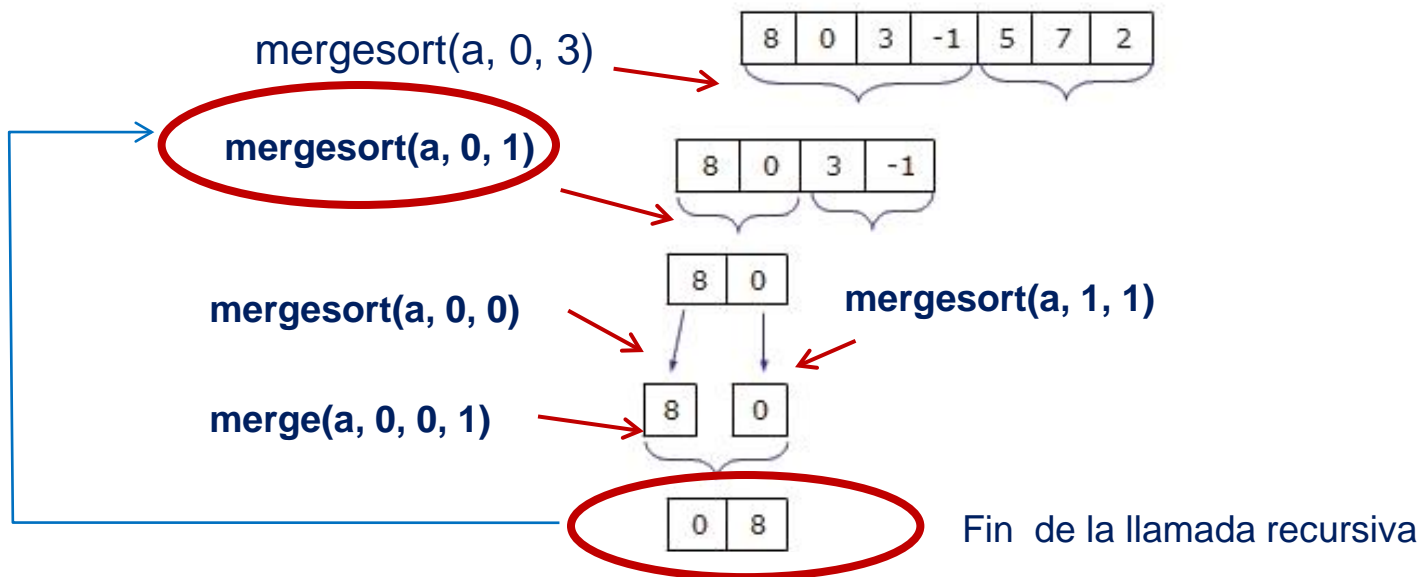 8 0 3 -1 5 7 2
mergesort(a, 0, 3)
mergesort(a, 0, 1)
8 0 3 -1
8 0
mergesort(a, 0, 0)
mergesort(a, 1, 1)
8 0
merge(a, 0, 0, 1)
0 8
Fin de la llamada recursiva